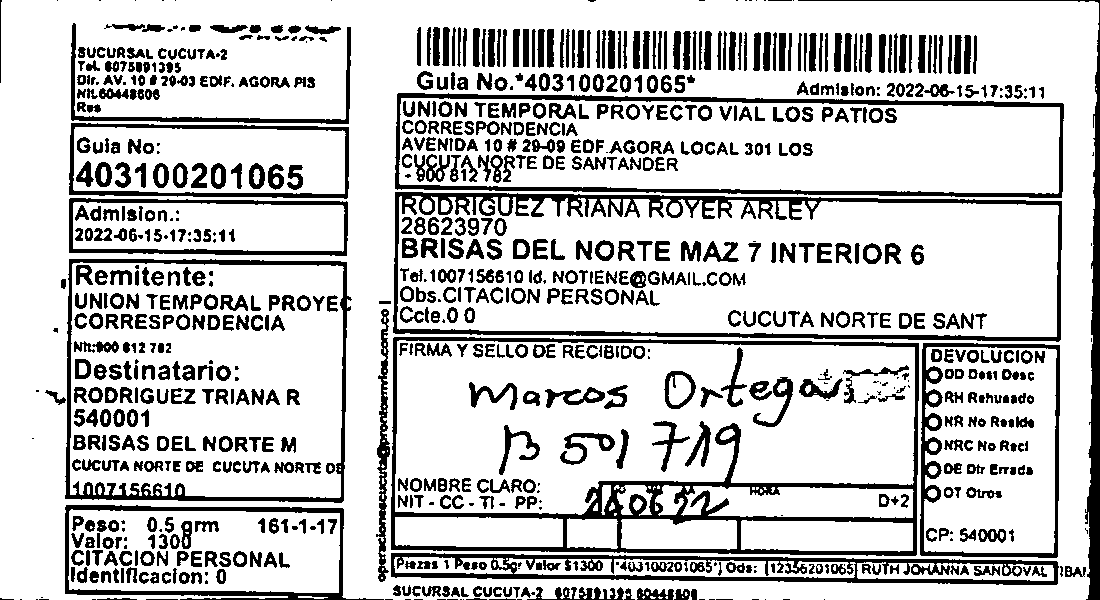 SUCURSAL CUCUTA-2
Tel. 6075891395
Dir. AV. 10 # 29-03 EDIF. AGORA PIS
Nit.60448606
Res
Guia No:
403100201065
Admision.:
2022-06-15-17:35:11
Remitente:
UNION TEMPORAL PROYEC
CORRESPONDENCIA
Nit:900 812 782
Destinatario:
RODRIGUEZ TRIANA R
540001
BRISAS DEL NORTE M
CUCUTA NORTE DE CUCUTA NORTE DE
1007156610
Peso: 0.5 grm 161-1-17
Valor: 1300
CITACION PERSONAL
Identificacion: 0
operacionescucuta@prontoenvios.com.co
Guia No.*403100201065*
Admision: 2022-06-15-17:35:11
UNION TEMPORAL PROYECTO VIAL LOS PATIOS
CORRESPONDENCIA
AVENIDA 10 # 29-09 EDF.AGORA LOCAL 301 LOS
CUCUTA NORTE DE SANTANDER
- 900 812 782
RODRIGUEZ TRIANA ROYER ARLEY
28623970
BRISAS DEL NORTE MAZ 7 INTERIOR 6
Tel.1007156610 Id. NOTIENE@GMAIL.COM
Obs.CITACION PERSONAL
Ccte.0 0 CUCUTA NORTE DE SANT
FIRMA Y SELLO DE RECIBIDO:
Marcos Ortega
B 501 719
NOMBRE CLARO:
NIT - CC - TI - PP:
HORA
D+2
DEVOLUCION
DD Dest Desc
RH Rehusado
NR No Reside
NRC No Recl
DE Dir Errada
OT Otros
CP: 540001
Piezas 1 Peso 0.5gr Valor $1300 (*403100201065*) Ods: (12356201065) RUTH JOHANNA SANDOVAL
SUCURSAL CUCUTA-2 6075891395 60448606